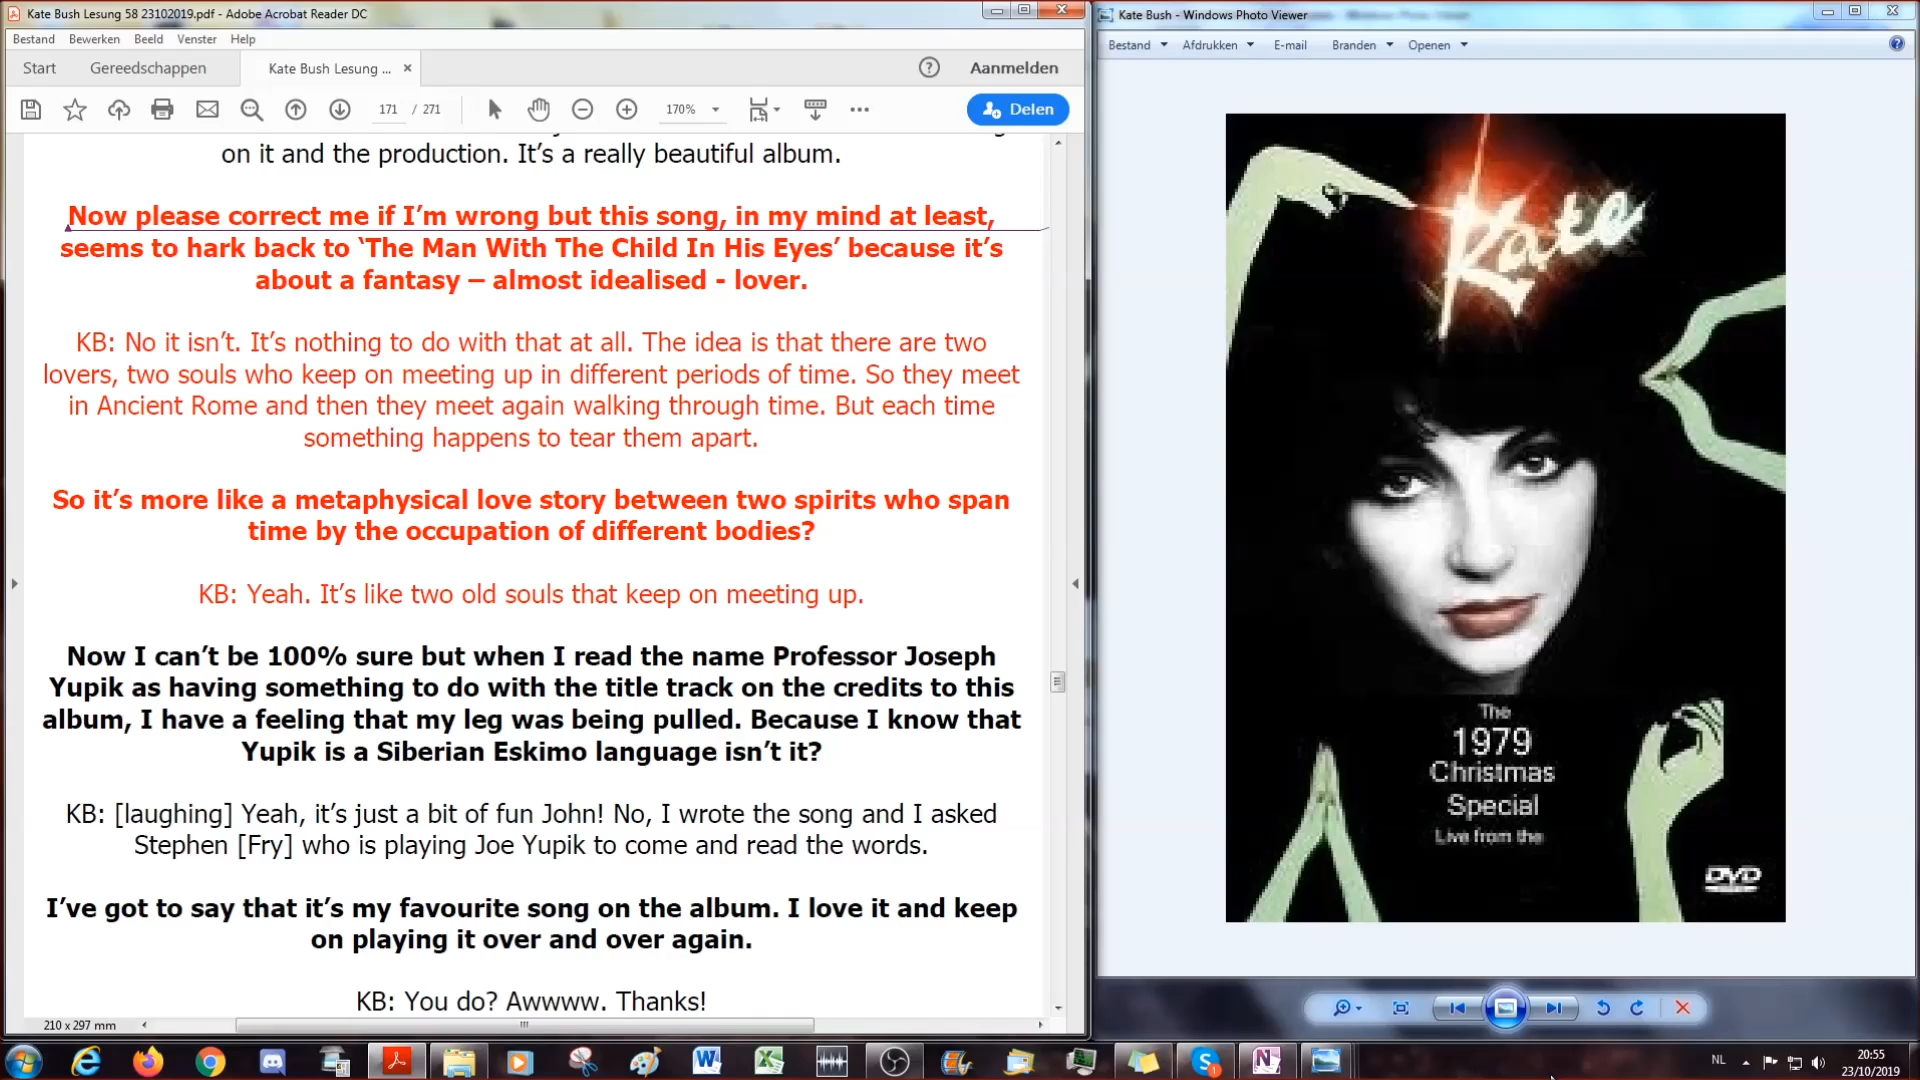 Kate Bush Lesung 58 23102019.pdf - Adobe Acrobat Reader DC
Bestand Bewerken Beeld Venster Help
Start Gereedschappen Kate Bush Lesung ... × Aanmelden
171 / 271 170% Delen
on it and the production. It’s a really beautiful album.
Now please correct me if I’m wrong but this song, in my mind at least,
seems to hark back to ‘The Man With The Child In His Eyes’ because it’s
about a fantasy – almost idealised - lover.
KB: No it isn’t. It’s nothing to do with that at all. The idea is that there are two
lovers, two souls who keep on meeting up in different periods of time. So they meet
in Ancient Rome and then they meet again walking through time. But each time
something happens to tear them apart.
So it’s more like a metaphysical love story between two spirits who span
time by the occupation of different bodies?
KB: Yeah. It’s like two old souls that keep on meeting up.
Now I can’t be 100% sure but when I read the name Professor Joseph
Yupik as having something to do with the title track on the credits to this
album, I have a feeling that my leg was being pulled. Because I know that
Yupik is a Siberian Eskimo language isn’t it?
KB: [laughing] Yeah, it’s just a bit of fun John! No, I wrote the song and I asked
Stephen [Fry] who is playing Joe Yupik to come and read the words.
I’ve got to say that it’s my favourite song on the album. I love it and keep
on playing it over and over again.
KB: You do? Awwww. Thanks!
210 x 297 mm
Kate Bush - Windows Photo Viewer
Bestand Afdrukken E-mail Branden Openen
Kate
The
1979
Christmas
Special
Live from the
DVD
NL
20:55
23/10/2019